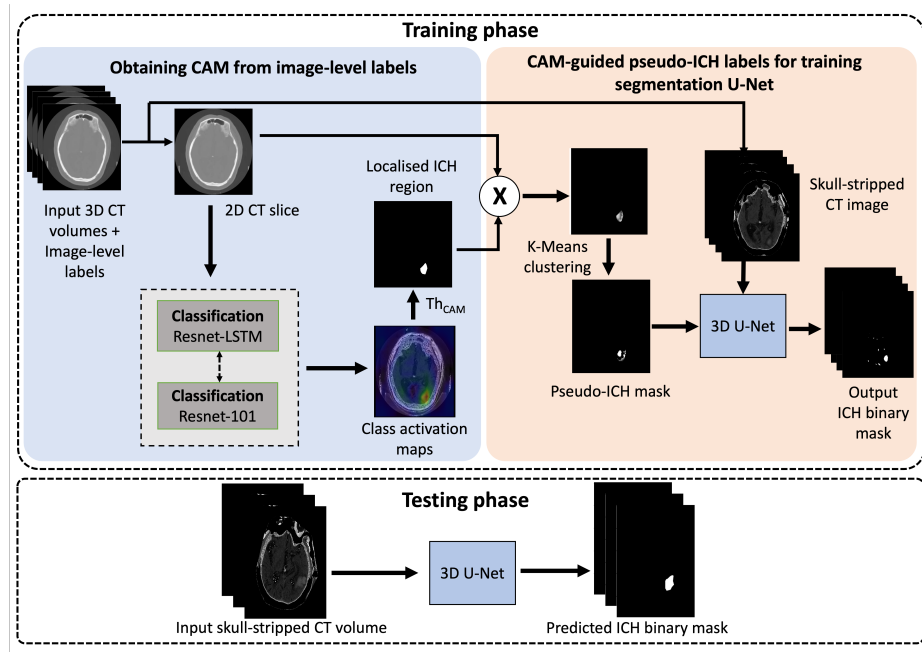 Training phase
Obtaining CAM from image-level labels
Input 3D CT
volumes +
Image-level
labels
2D CT slice
Localised ICH
region
Th_CAM
Classification
Resnet-LSTM
Classification
Resnet-101
Class activation
maps
CAM-guided pseudo-ICH labels for training
segmentation U-Net
X
K-Means
clustering
Skull-stripped
CT image
Pseudo-ICH mask
3D U-Net
Output
ICH binary
mask
Testing phase
Input skull-stripped CT volume
3D U-Net
Predicted ICH binary mask